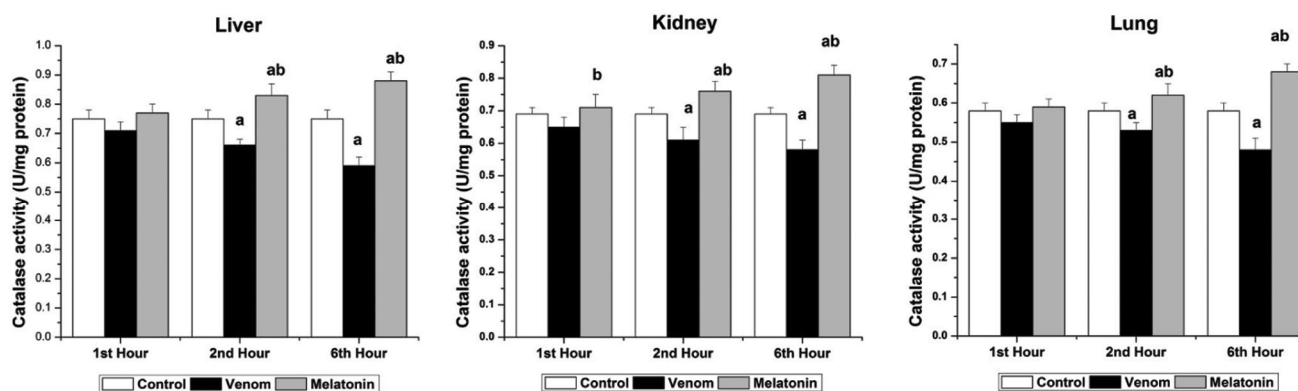 Liver
Catalase activity (U/mg protein)
1.0
0.9
0.8
0.7
0.6
0.5
0.4
0.3
0.2
0.1
0.0
a
ab
a
ab
1st Hour 2nd Hour 6th Hour
Control Venom Melatonin
Kidney
Catalase activity (U/mg protein)
0.9
0.8
0.7
0.6
0.5
0.4
0.3
0.2
0.1
0.0
b
a
ab
a
ab
1st Hour 2nd Hour 6th Hour
Control Venom Melatonin
Lung
Catalase activity (U/mg protein)
0.7
0.6
0.5
0.4
0.3
0.2
0.1
0.0
a
ab
a
ab
1st Hour 2nd Hour 6th Hour
Control Venom Melatonin